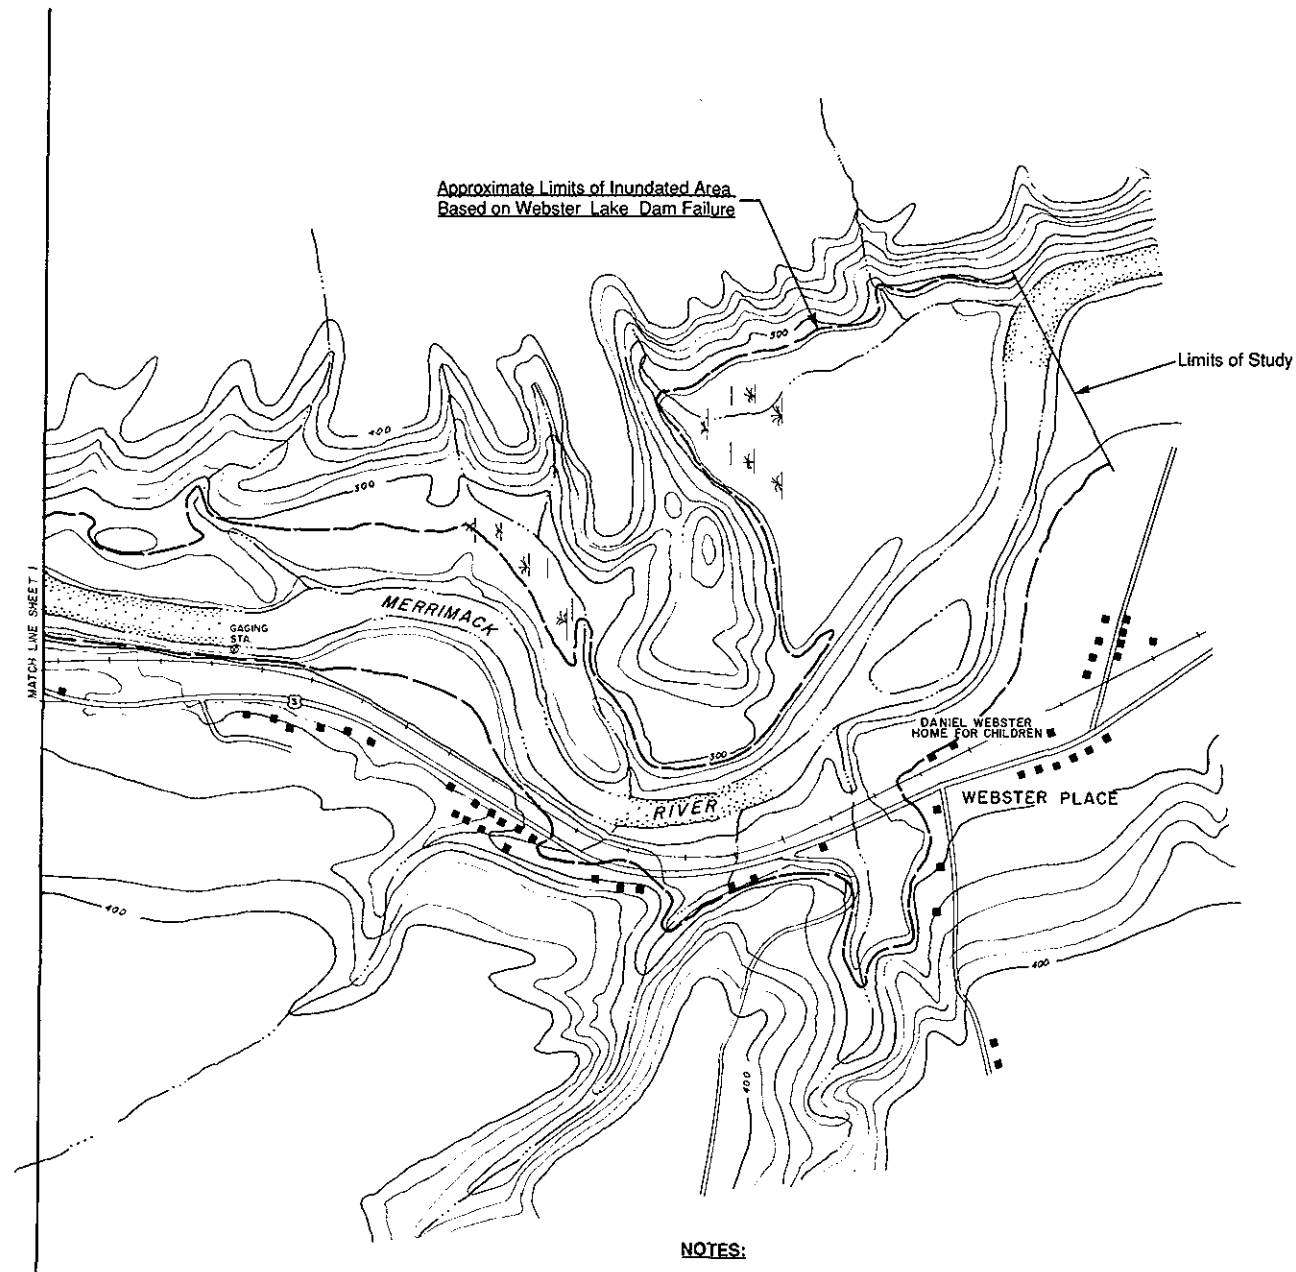 Approximate Limits of Inundated Area
Based on Webster Lake Dam Failure
Limits of Study
500
400
300
MATCH LINE SHEET 1
MERRIMACK
GAGING
STA.
3
DANIEL WEBSTER
HOME FOR CHILDREN
300
WEBSTER PLACE
RIVER
400
400
400
NOTES: